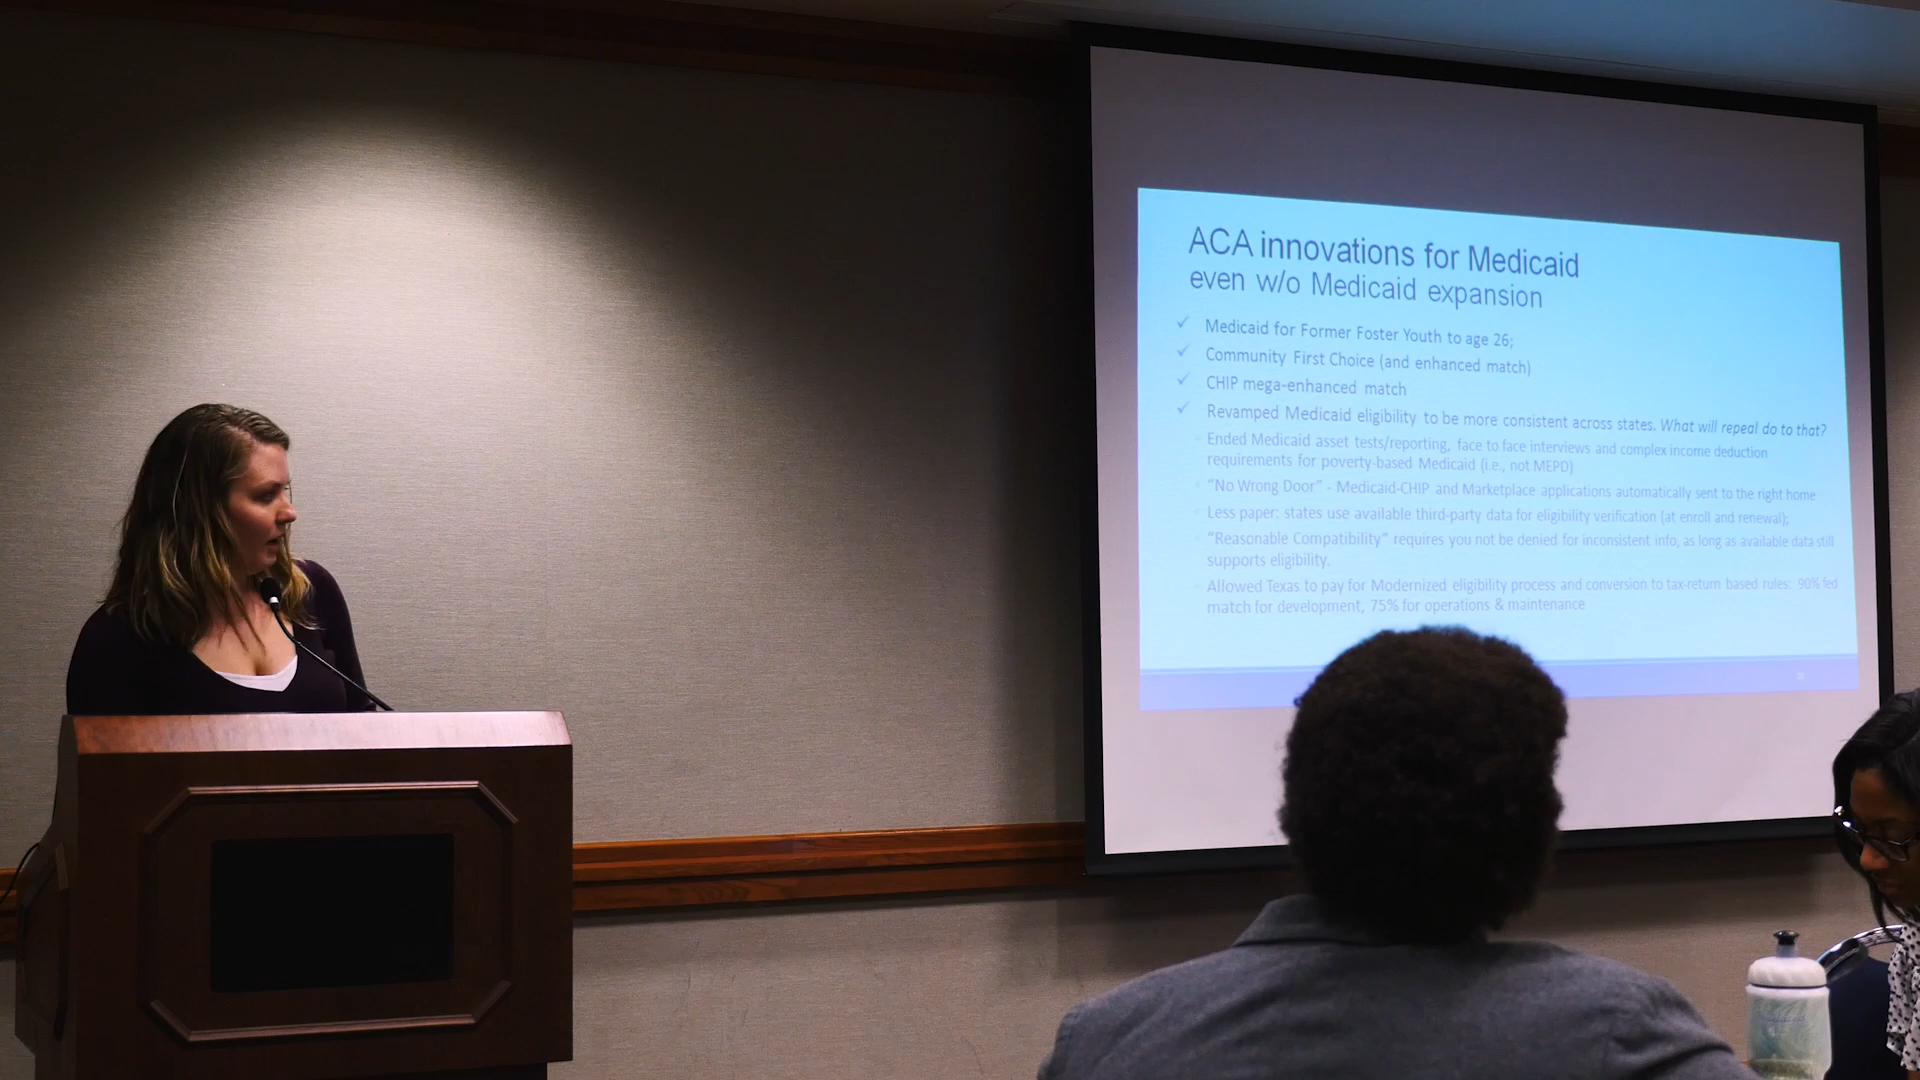 ACA innovations for Medicaid
even w/o Medicaid expansion
✓ Medicaid for Former Foster Youth to age 26;
✓ Community First Choice (and enhanced match)
✓ CHIP mega-enhanced match
✓ Revamped Medicaid eligibility to be more consistent across states. What will repeal do to that?
Ended Medicaid asset tests/reporting, face to face interviews and complex income deduction
requirements for poverty-based Medicaid (i.e., not MEPD)
“No Wrong Door” - Medicaid-CHIP and Marketplace applications automatically sent to the right home
Less paper: states use available third-party data for eligibility verification (at enroll and renewal);
“Reasonable Compatibility” requires you not be denied for inconsistent info, as long as available data still
supports eligibility.
Allowed Texas to pay for Modernized eligibility process and conversion to tax-return based rules: 90% fed
match for development, 75% for operations & maintenance